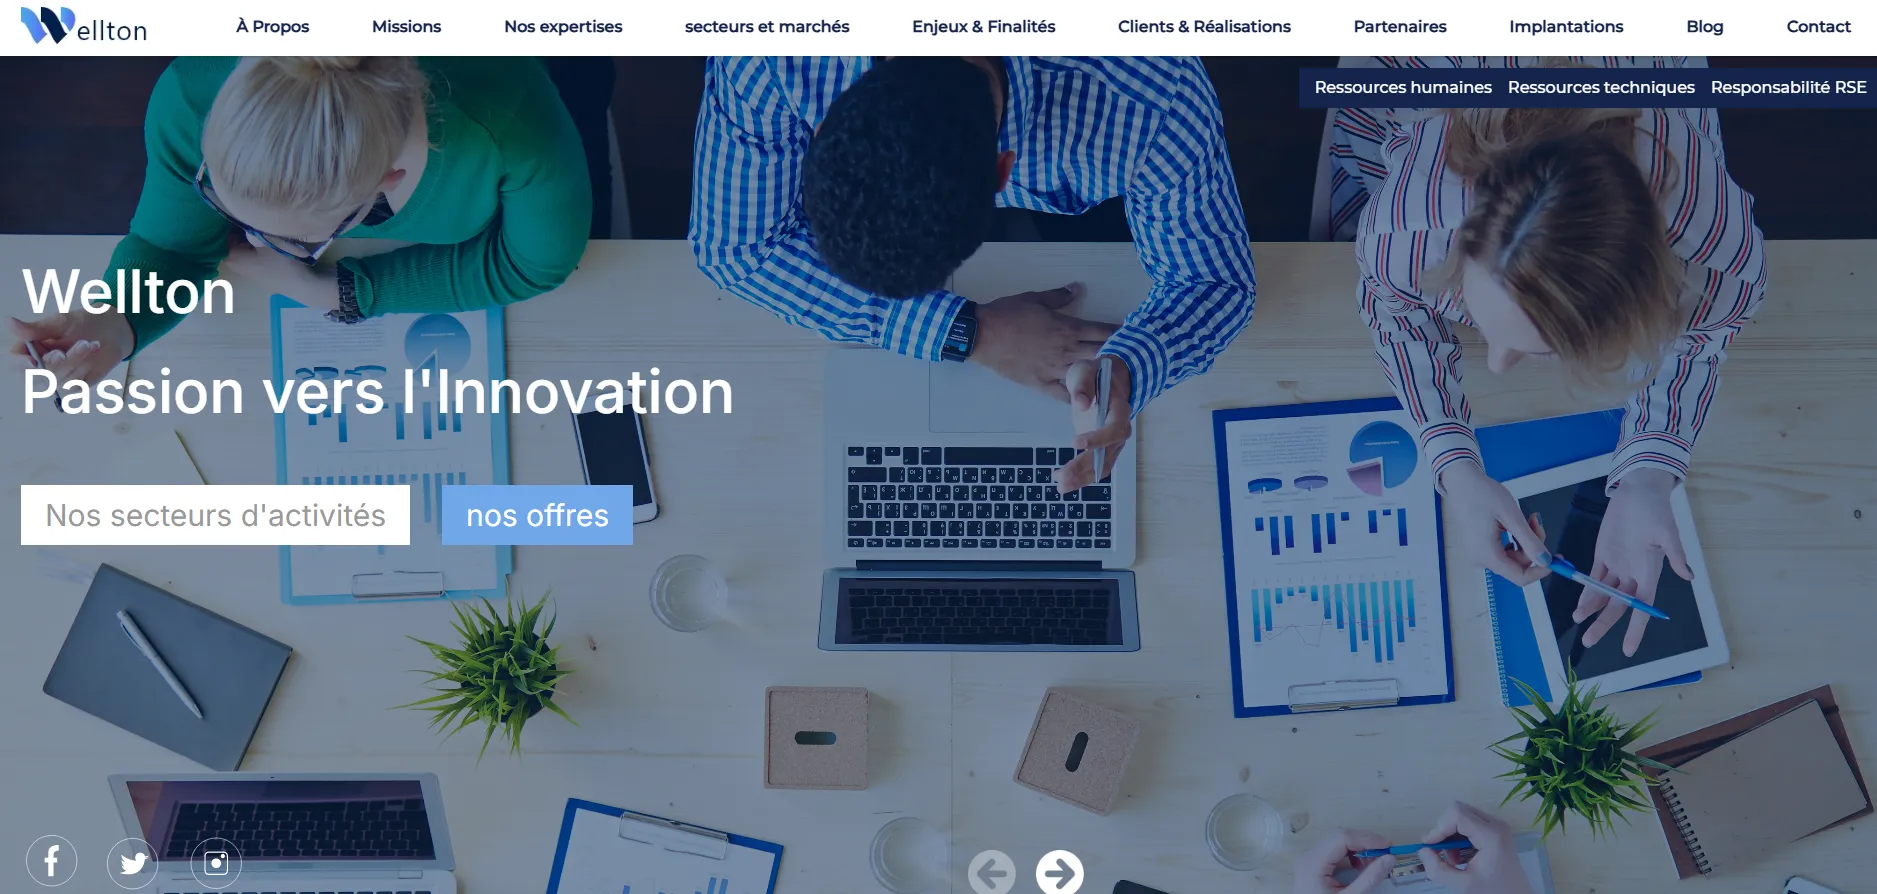 Wellton
À Propos
Missions
Nos expertises
secteurs et marchés
Enjeux & Finalités
Clients & Réalisations
Partenaires
Implantations
Blog
Contact
Ressources humaines
Ressources techniques
Responsabilité RSE
Wellton
Passion vers l'Innovation
Nos secteurs d'activités
nos offres